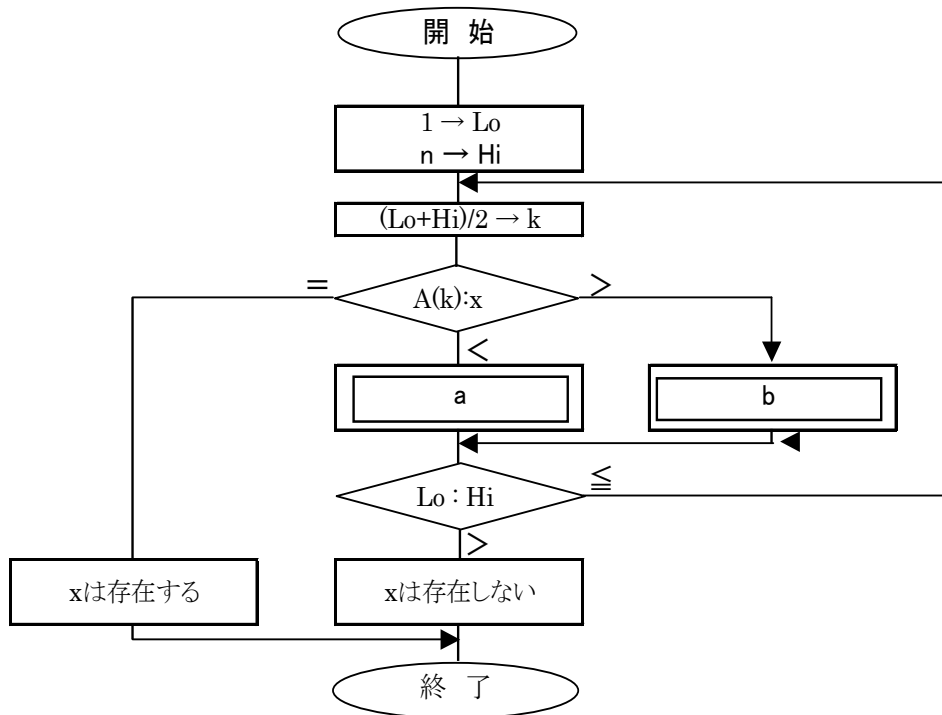 開 始
1 → Lo
n → Hi
(Lo+Hi)/2 → k
=
A(k):x
>
<
a
b
Lo : Hi
≦
>
xは存在する
xは存在しない
終 了